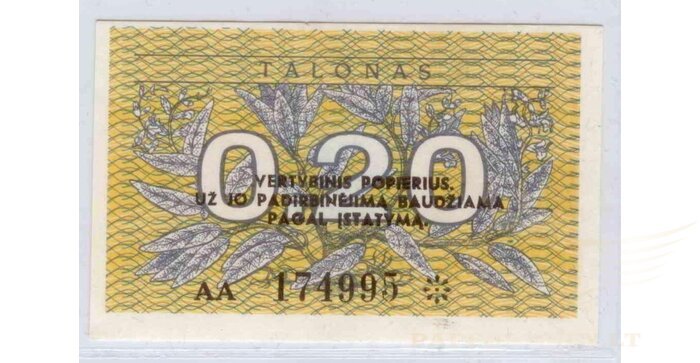 TALONAS
0.20
VERTYBINIS POPIERIUS.
UŽ JO PADIRBINĖJIMĄ BAUDŽIAMA
PAGAL ĮSTATYMĄ.
AA 174995